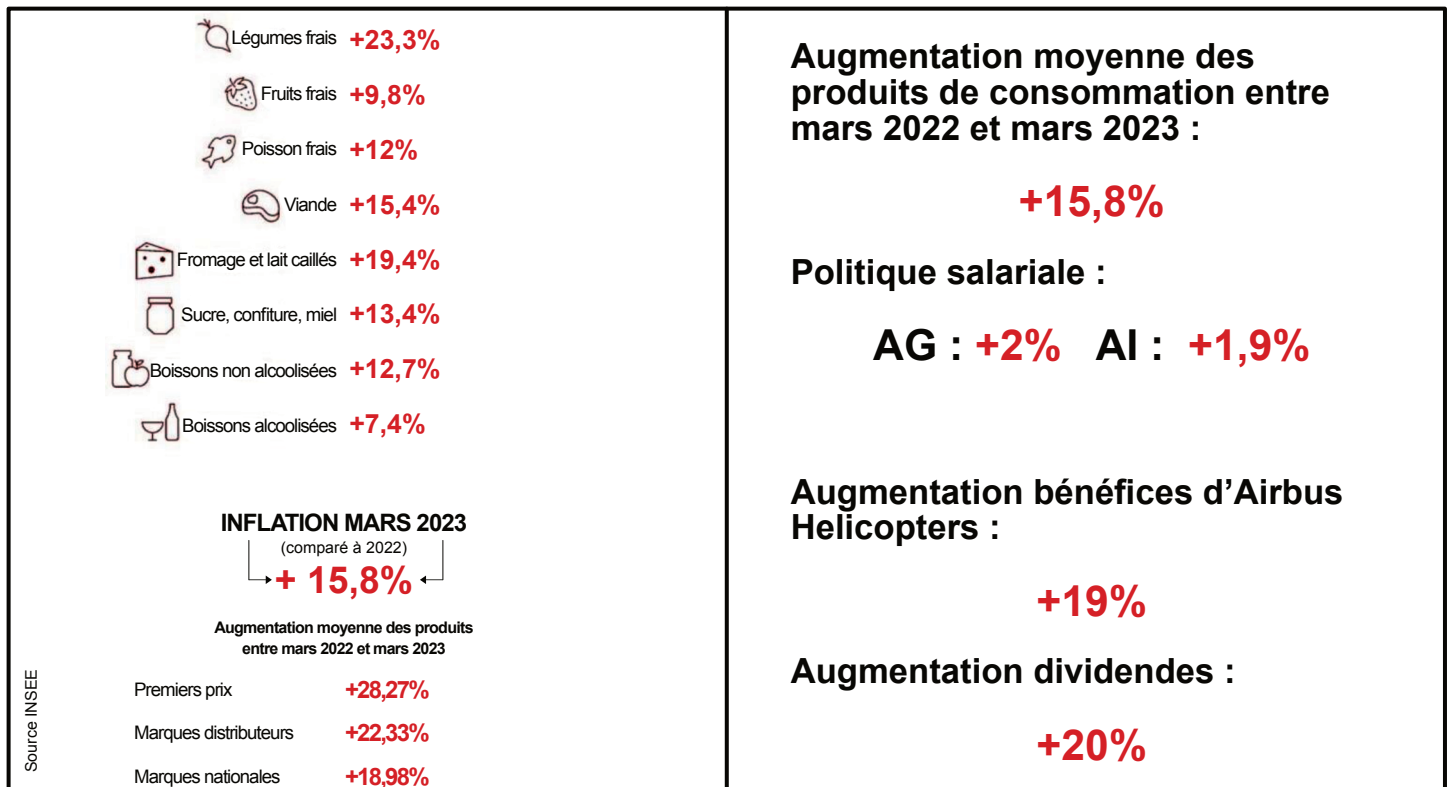 Légumes frais +23,3%
Fruits frais +9,8%
Poisson frais +12%
Viande +15,4%
Fromage et lait caillés +19,4%
Sucre, confiture, miel +13,4%
Boissons non alcoolisées +12,7%
Boissons alcoolisées +7,4%
INFLATION MARS 2023
(comparé à 2022)
+ 15,8%
Augmentation moyenne des produits
entre mars 2022 et mars 2023
Premiers prix +28,27%
Marques distributeurs +22,33%
Marques nationales +18,98%
Source INSEE
Augmentation moyenne des
produits de consommation entre
mars 2022 et mars 2023 :
+15,8%
Politique salariale :
AG : +2% AI : +1,9%
Augmentation bénéfices d’Airbus
Helicopters :
+19%
Augmentation dividendes :
+20%